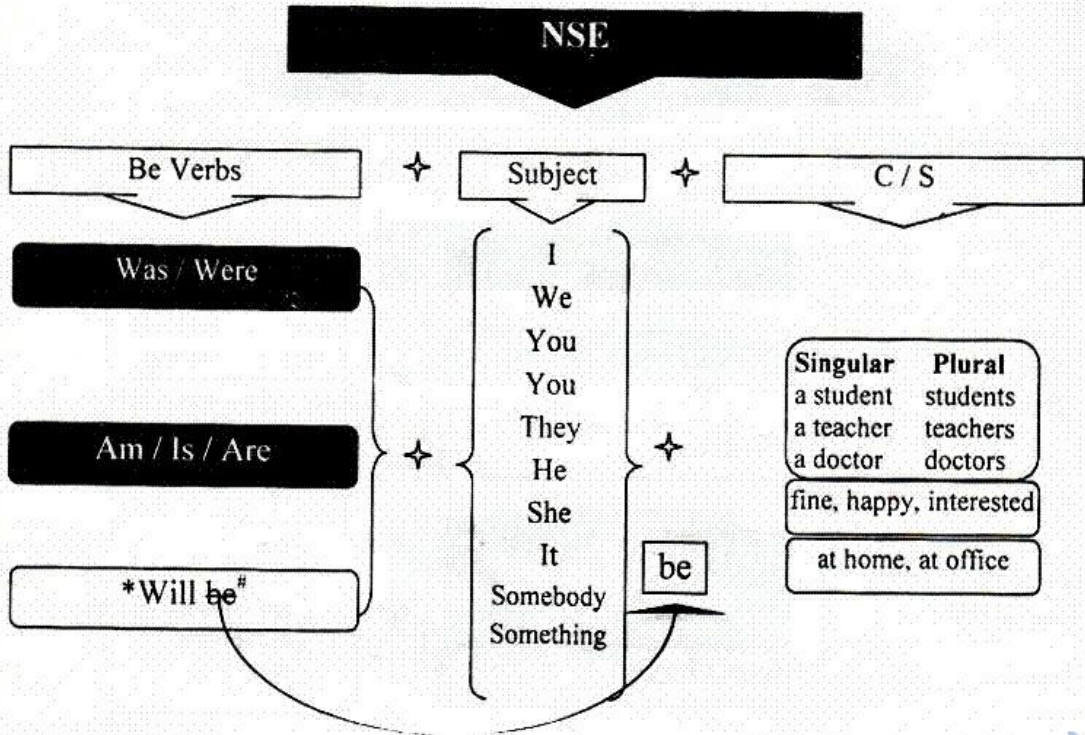 NSE
Be Verbs
Subject
C / S
Was / Were
Am / Is / Are
*Will be#
I
We
You
You
They
He
She
It
Somebody
Something
be
Singular Plural
a student students
a teacher teachers
a doctor doctors
fine, happy, interested
at home, at office